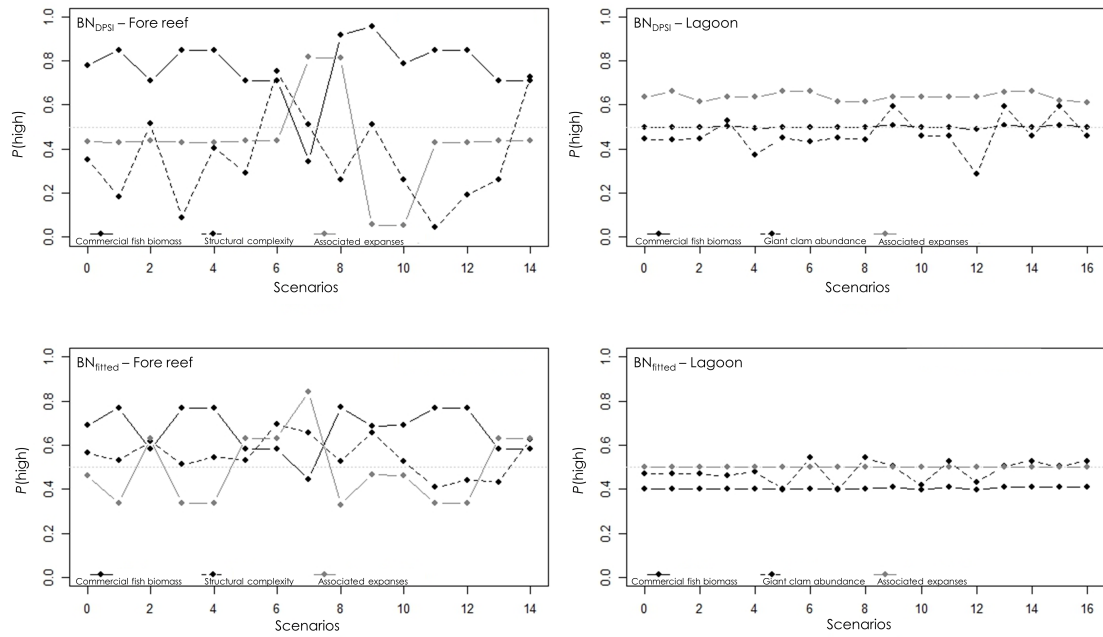 BN_DPSI – Fore reef
P(high)
1.0
0.8
0.6
0.4
0.2
0.0
Commercial fish biomass Structural complexity Associated expanses
0 2 4 6 8 10 12 14
Scenarios
BN_DPSI – Lagoon
P(high)
1.0
0.8
0.6
0.4
0.2
0.0
Commercial fish biomass Giant clam abundance Associated expanses
0 2 4 6 8 10 12 14 16
Scenarios
BN_fitted – Fore reef
P(high)
1.0
0.8
0.6
0.4
0.2
0.0
Commercial fish biomass Structural complexity Associated expanses
0 2 4 6 8 10 12 14
Scenarios
BN_fitted – Lagoon
P(high)
1.0
0.8
0.6
0.4
0.2
0.0
Commercial fish biomass Giant clam abundance Associated expanses
0 2 4 6 8 10 12 14 16
Scenarios